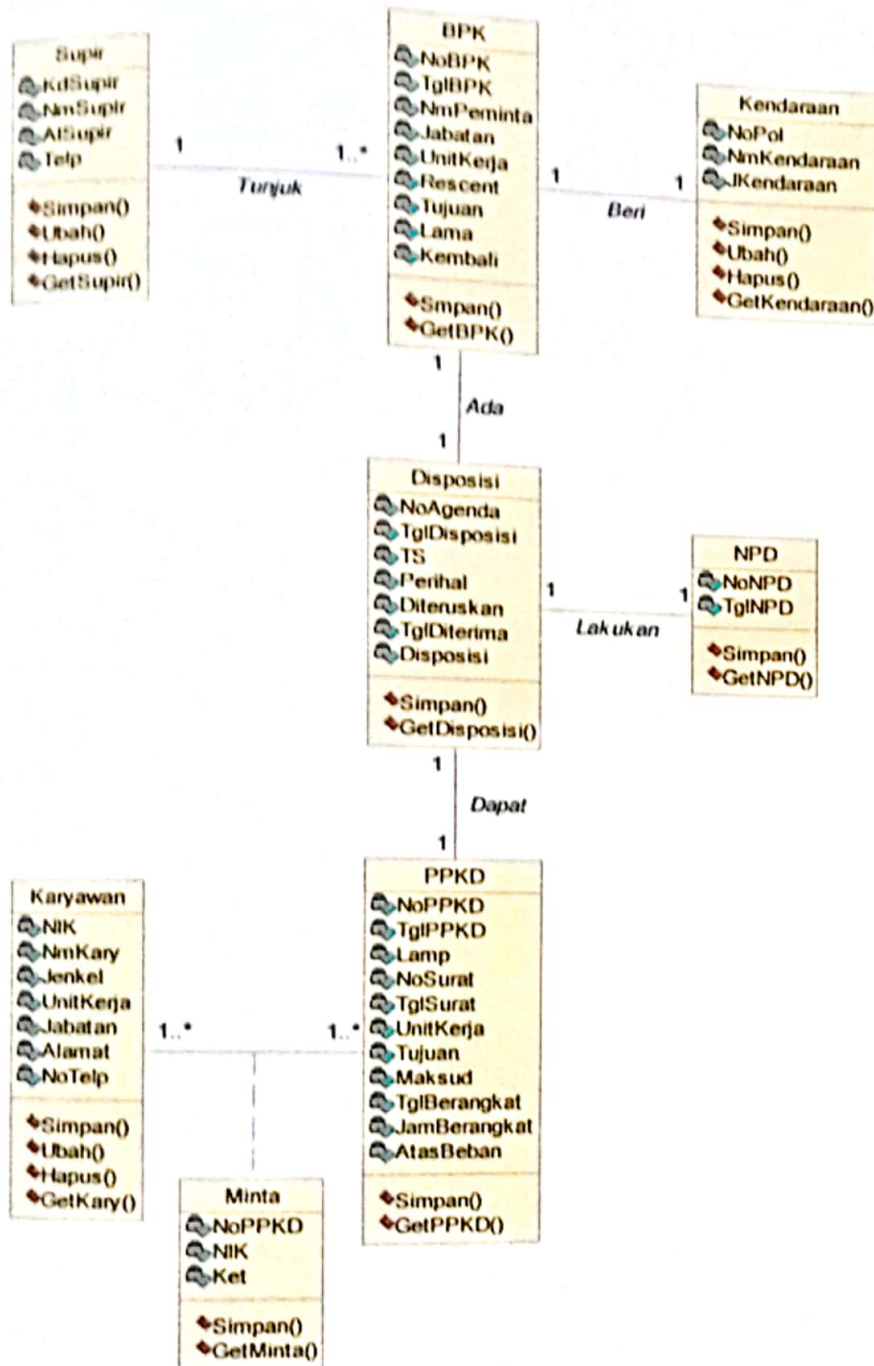 Supir
KdSupir
NmSupir
AlSupir
Telp
Simpan()
Ubah()
Hapus()
GetSupir()
1
1..*
Tunjuk
BPK
NoBPK
TglBPK
NmPeminta
Jabatan
UnitKerja
Rescent
Tujuan
Lama
Kembali
Smpan()
GetBPK()
1
1
Beri
Kendaraan
NoPol
NmKendaraan
JKendaraan
Simpan()
Ubah()
Hapus()
GetKendaraan()
1
Ada
1
Disposisi
NoAgenda
TglDisposisi
TS
Perihal
Diteruskan
TglDiterima
Disposisi
Simpan()
GetDisposisi()
1
1
Lakukan
NPD
NoNPD
TglNPD
Simpan()
GetNPD()
1
Dapat
1
PPKD
NoPPKD
TglPPKD
Lamp
NoSurat
TglSurat
UnitKerja
Tujuan
Maksud
TglBerangkat
JamBerangkat
AtasBeban
Simpan()
GetPPKD()
Karyawan
NIK
NmKary
Jenkel
UnitKerja
Jabatan
Alamat
NoTelp
Simpan()
Ubah()
Hapus()
GetKary()
1..*
1..*
Minta
NoPPKD
NIK
Ket
Simpan()
GetMinta()